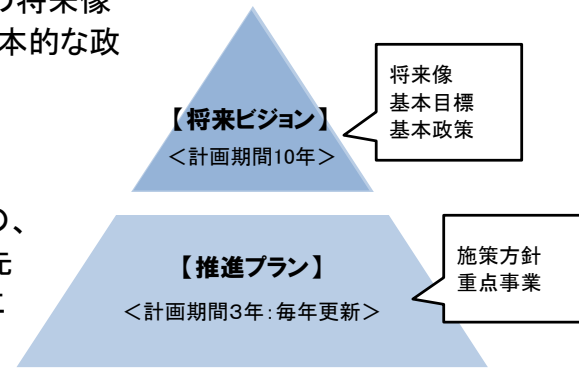 の将来像
本的な政
【将来ビジョン】
＜計画期間10年＞
将来像
基本目標
基本政策
の、
【推進プラン】
＜計画期間３年：毎年更新＞
施策方針
重点事業